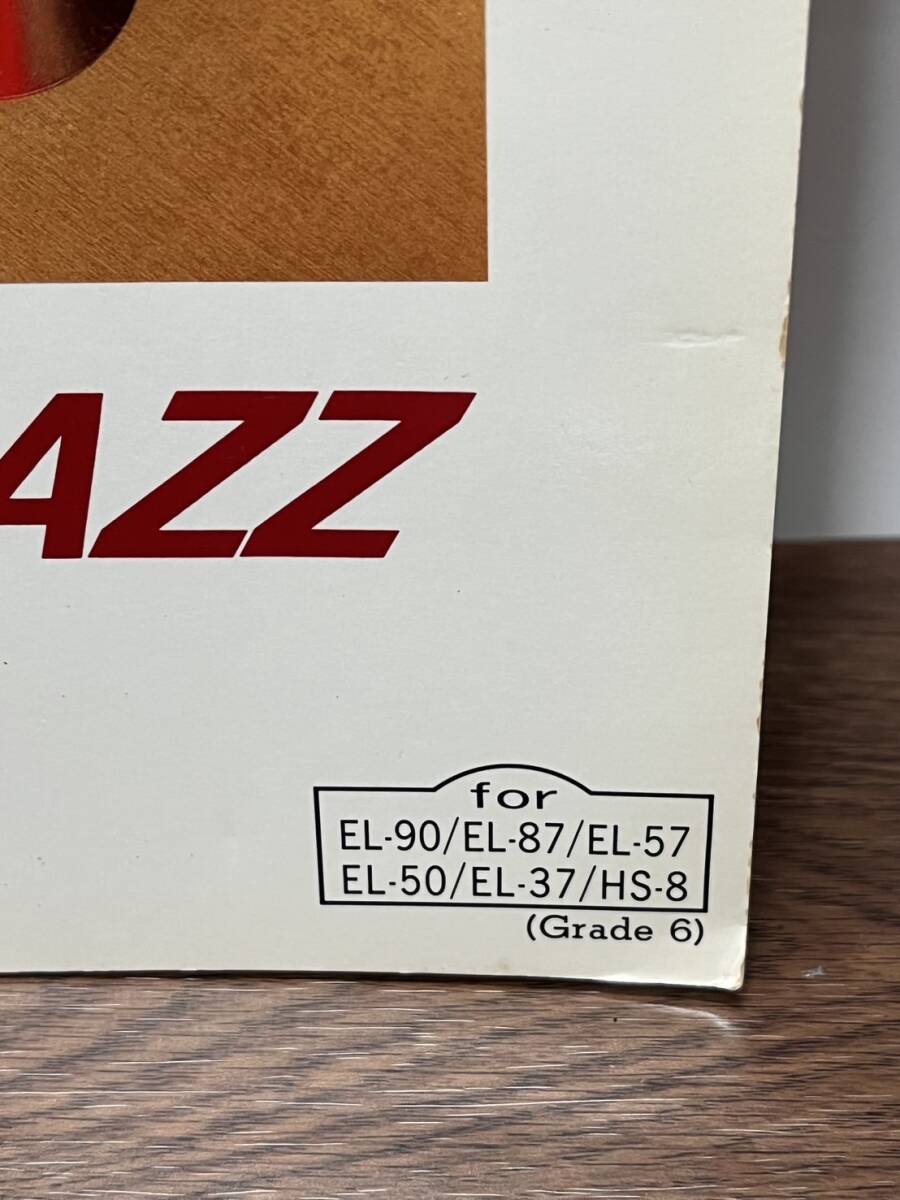 AZZ
for
EL-90/EL-87/EL-57
EL-50/EL-37/HS-8
(Grade 6)